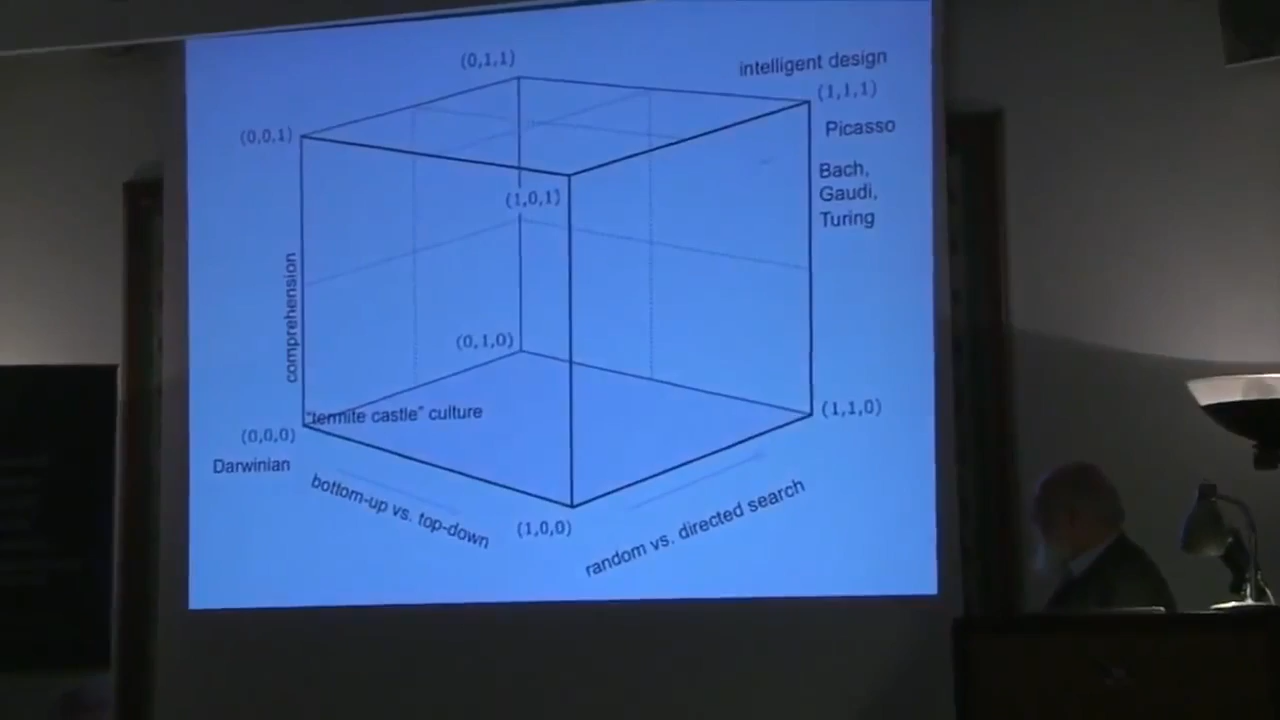 (0,1,1)
intelligent design
(1,1,1)
(0,0,1)
Picasso
Bach,
(1,0,1)
Gaudi,
Turing
comprehension
(0,1,0)
"termite castle" culture
(1,1,0)
(0,0,0)
Darwinian
bottom-up vs. top-down
(1,0,0)
random vs. directed search